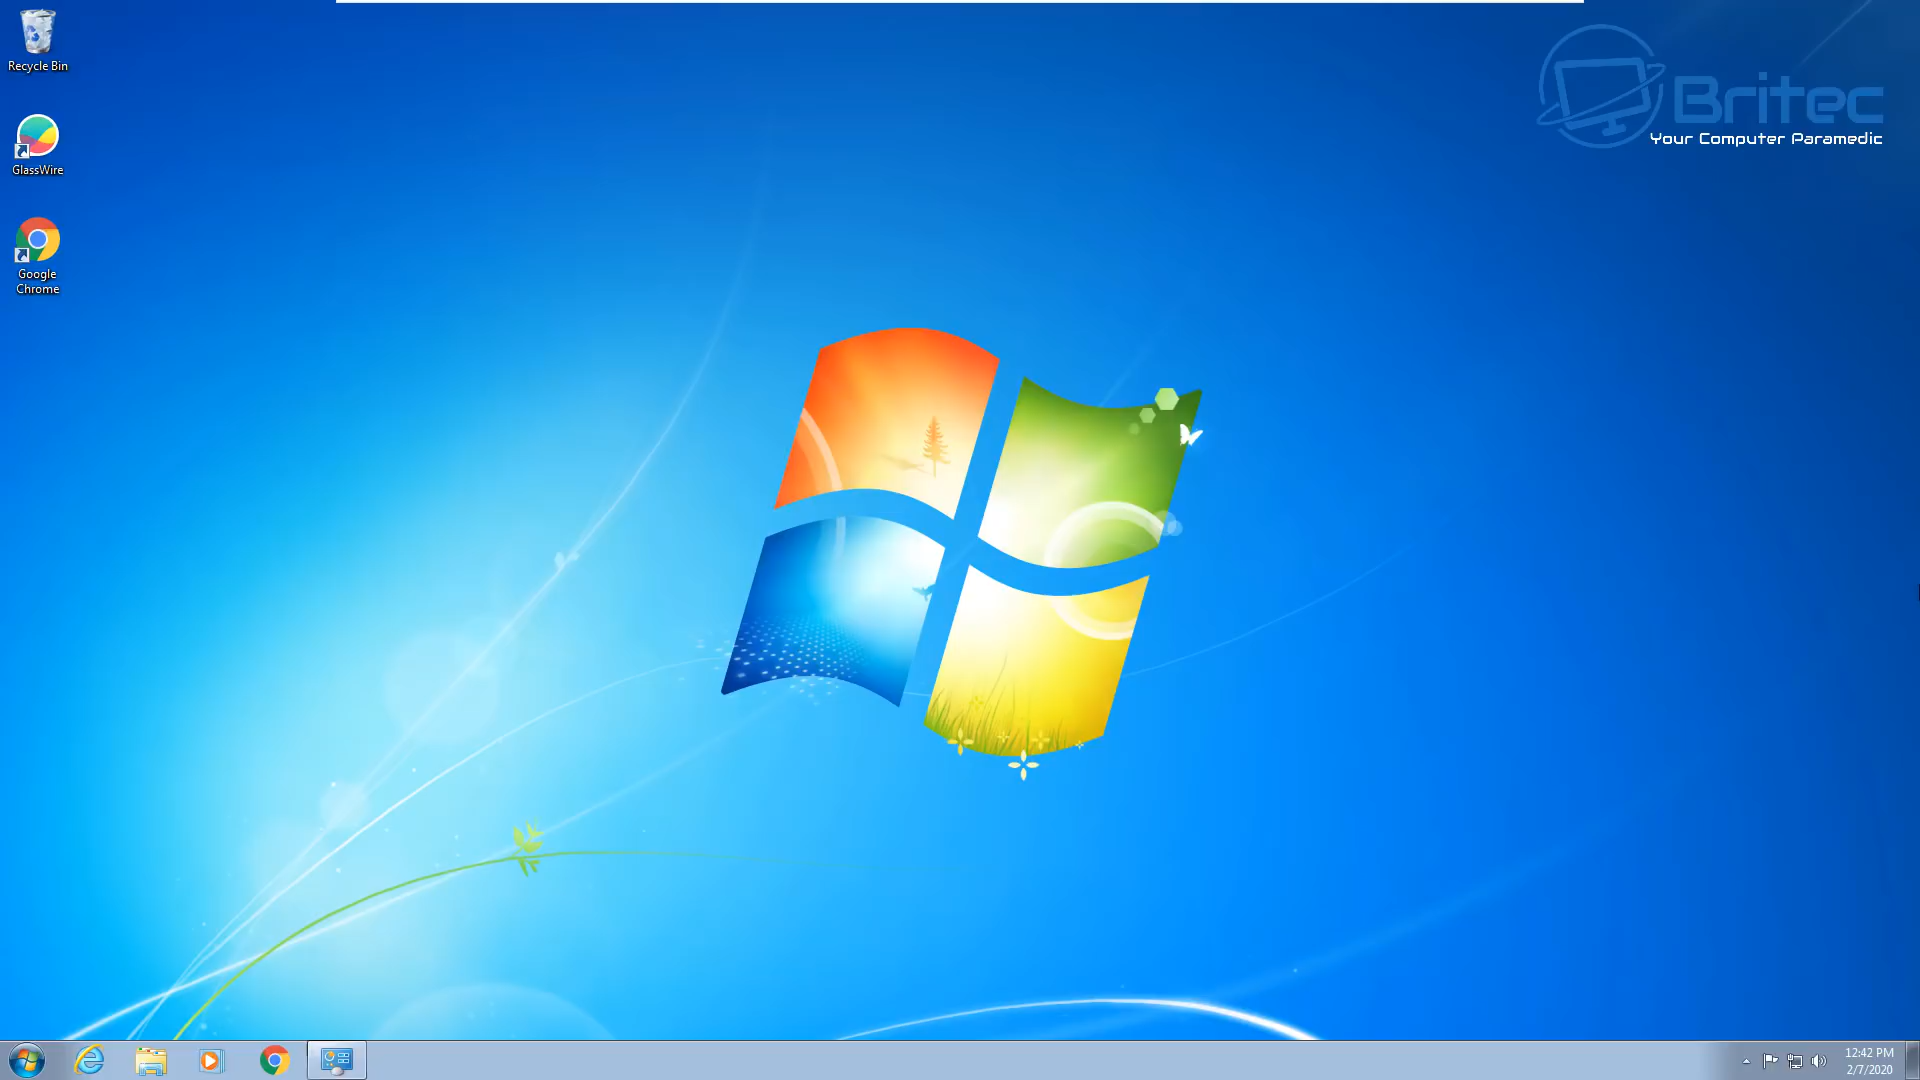 Recycle Bin
GlassWire
Google
Chrome
Britec
Your Computer Paramedic
12:42 PM
2/7/2020